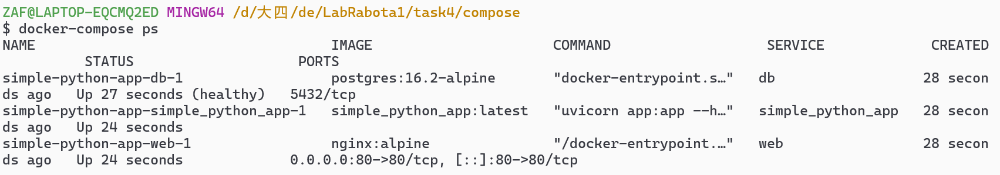 ZAF@LAPTOP-EQCMQ2ED MINGW64 /d/大四/de/LabRabota1/task4/compose
$ docker-compose ps
NAME                                    IMAGE                      COMMAND                   SERVICE             CREATED
          STATUS                    PORTS
simple-python-app-db-1                  postgres:16.2-alpine       "docker-entrypoint.s…"   db                  28 secon
ds ago   Up 27 seconds (healthy)   5432/tcp
simple-python-app-simple_python_app-1   simple_python_app:latest   "uvicorn app:app --h…"   simple_python_app   28 secon
ds ago   Up 24 seconds
simple-python-app-web-1                 nginx:alpine               "/docker-entrypoint.…"   web                 28 secon
ds ago   Up 24 seconds             0.0.0.0:80->80/tcp, [::]:80->80/tcp